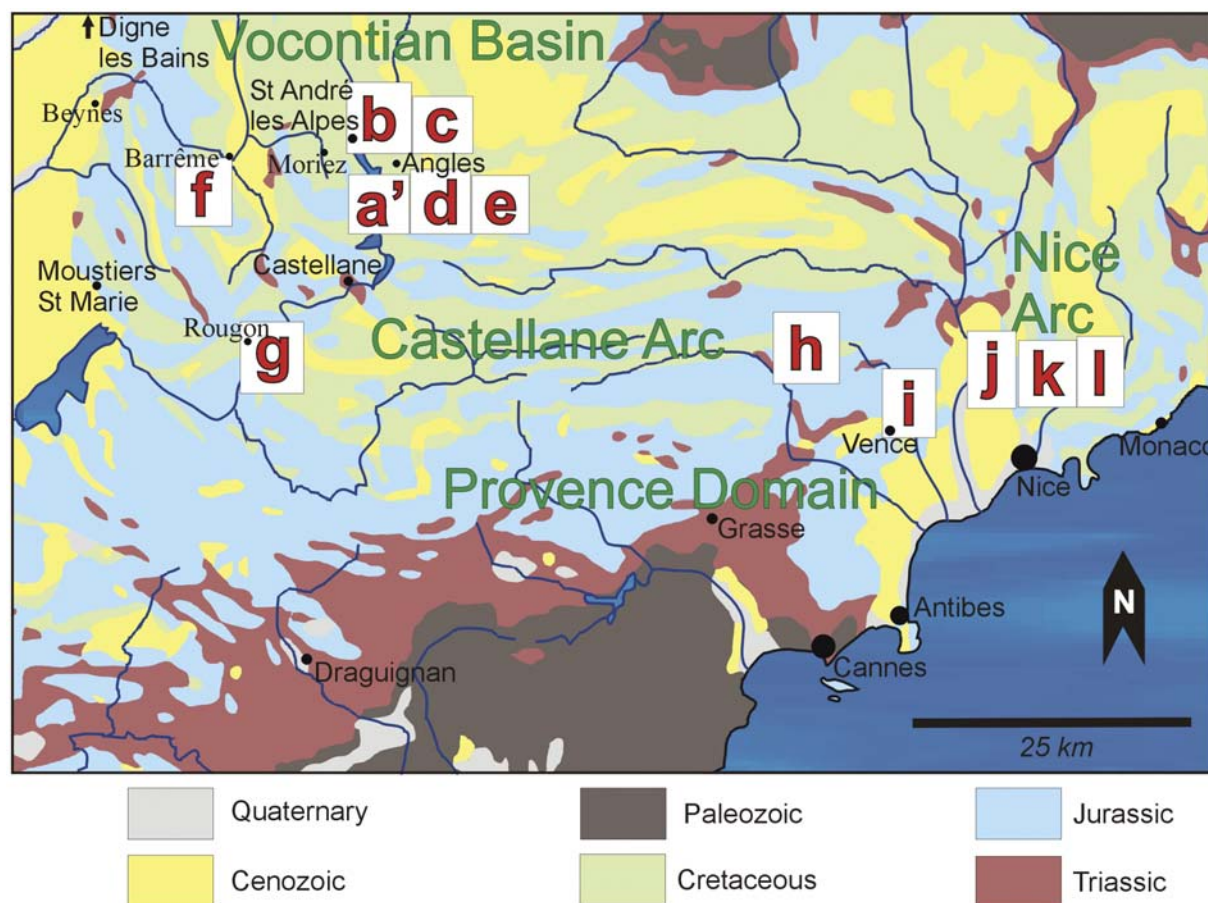 Digne
les Bains
Vocontian Basin
St André
les Alpes
b
c
Beynes
Barrême
Moriez
Angles
f
a’
d
e
Nice
Arc
Moustiers
St Marie
Castellane
Rougon
g
Castellane Arc
h
j
k
l
i
Vence
Monaco
Nice
Provence Domain
Grasse
N
Antibes
Cannes
Draguignan
25 km
Quaternary
Paleozoic
Jurassic
Cenozoic
Cretaceous
Triassic